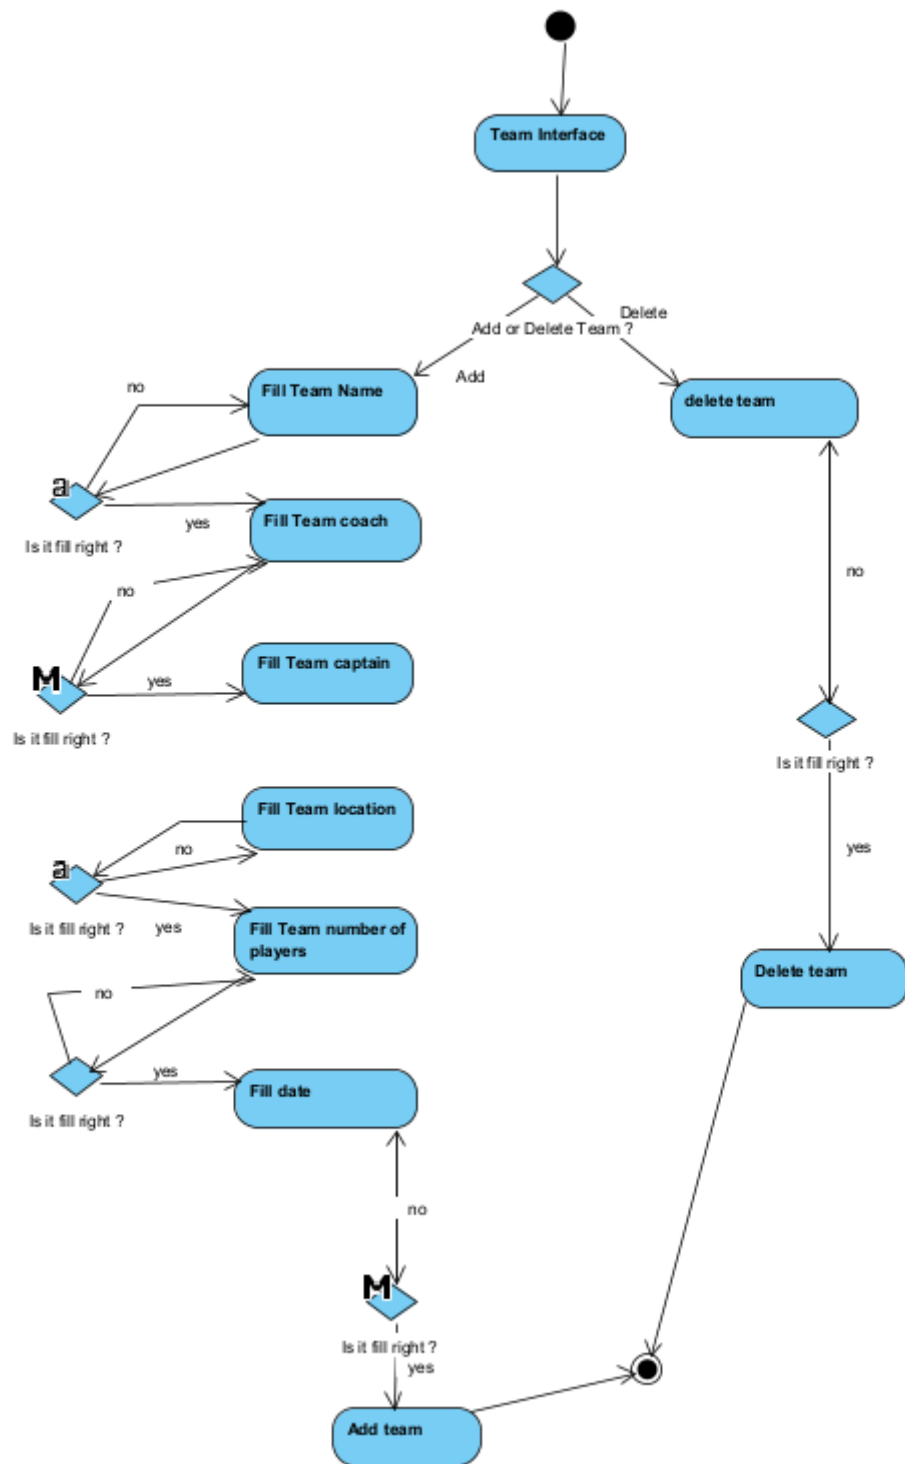 Team Interface
Delete
Add or Delete Team ?
Add
Fill Team Name
delete team
no
a
yes
Fill Team coach
Is it fill right ?
no
no
Fill Team captain
M
yes
Is it fill right ?
Is it fill right ?
Fill Team location
no
yes
a
Is it fill right ?
yes
Fill Team number of
players
no
Delete team
yes
Fill date
Is it fill right ?
no
M
Is it fill right ?
yes
Add team